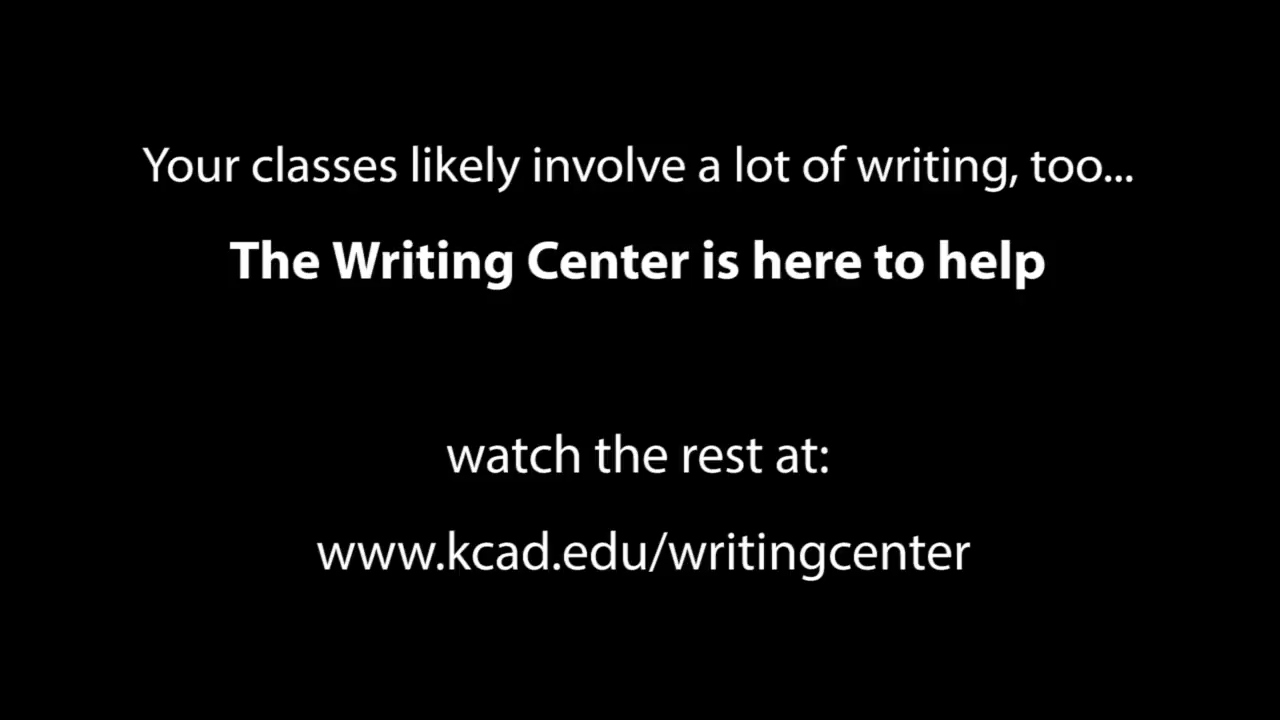 Your classes likely involve a lot of writing, too...
The Writing Center is here to help
watch the rest at:
www.kcad.edu/writingcenter